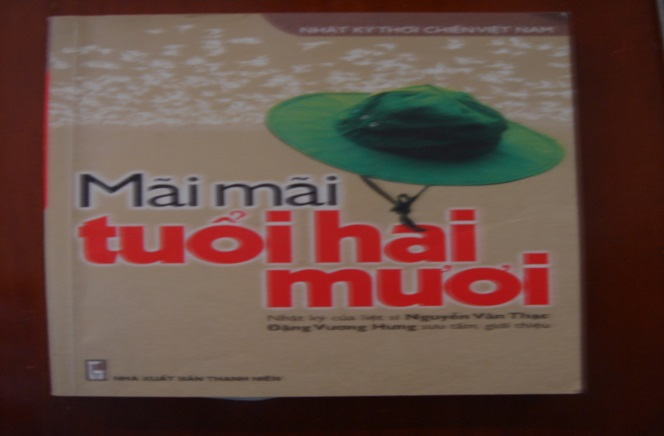 NHẬT KÝ THỜI CHIẾN VIỆT NAM
Mãi mãi
tuổi hai
mươi
Nhật ký của liệt sĩ Nguyễn Văn Thạc
Đặng Vương Hưng sưu tầm, giới thiệu
NHÀ XUẤT BẢN THANH NIÊN